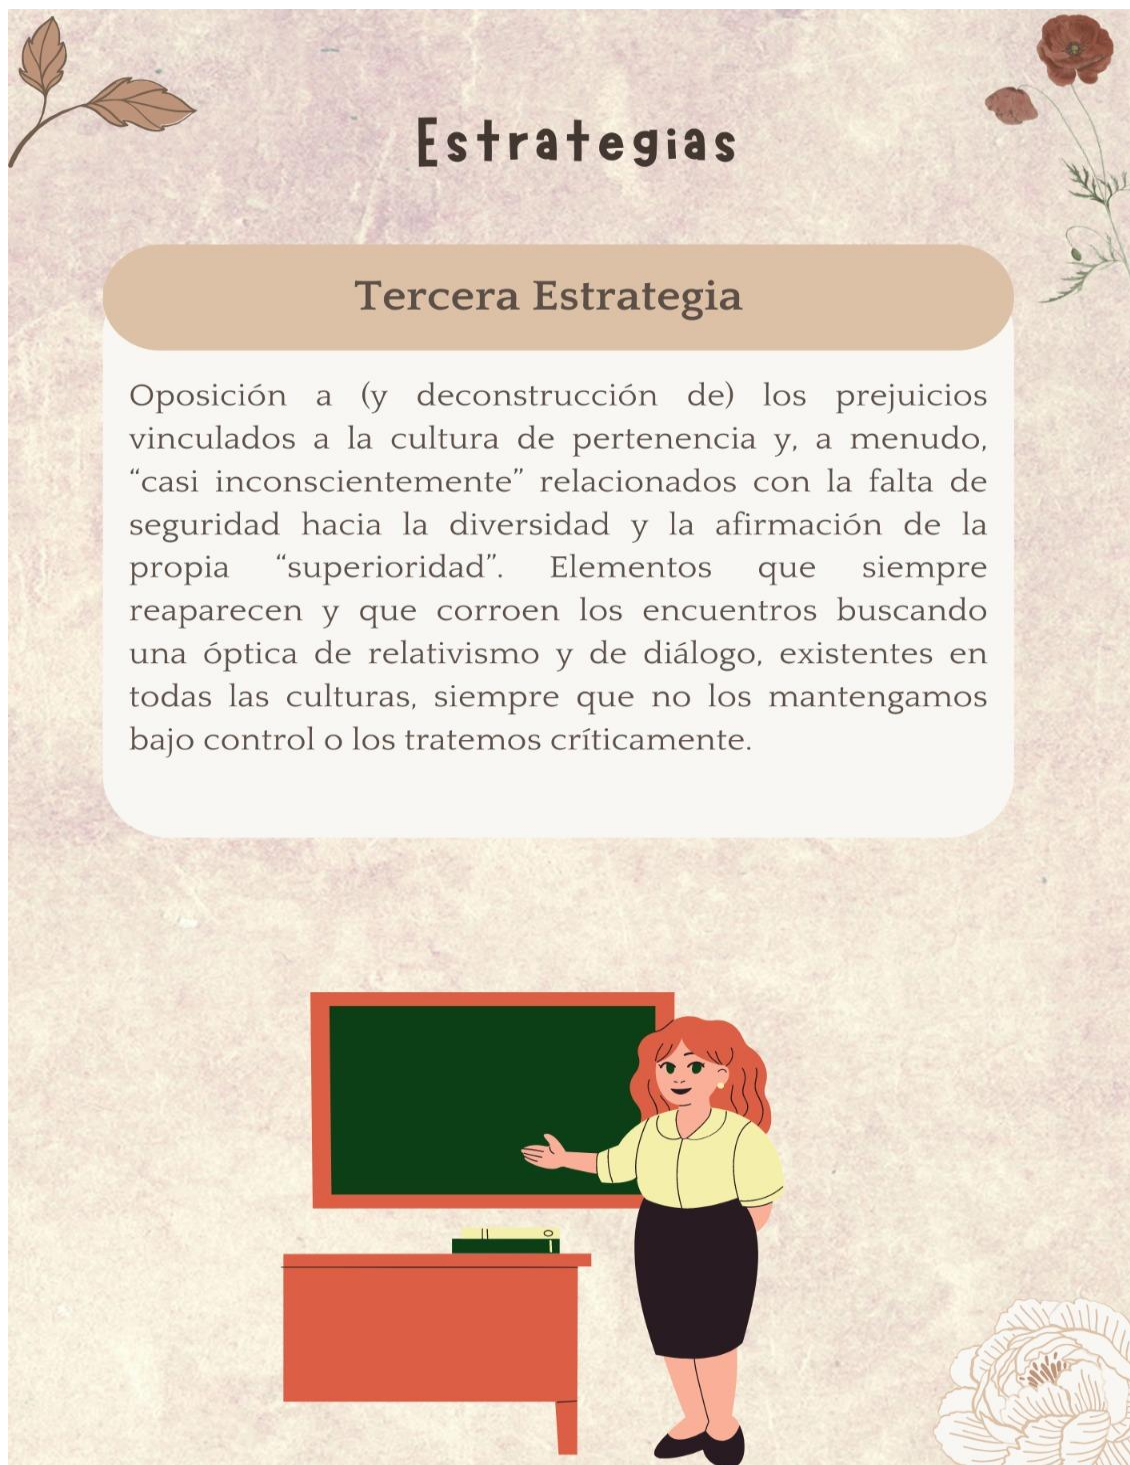 Estrategias
Tercera Estrategia
Oposición a (y deconstrucción de) los prejuicios
vinculados a la cultura de pertenencia y, a menudo,
“casi inconscientemente” relacionados con la falta de
seguridad hacia la diversidad y la afirmación de la
propia “superioridad”. Elementos que siempre
reaparecen y que corroen los encuentros buscando
una óptica de relativismo y de diálogo, existentes en
todas las culturas, siempre que no los mantengamos
bajo control o los tratemos críticamente.